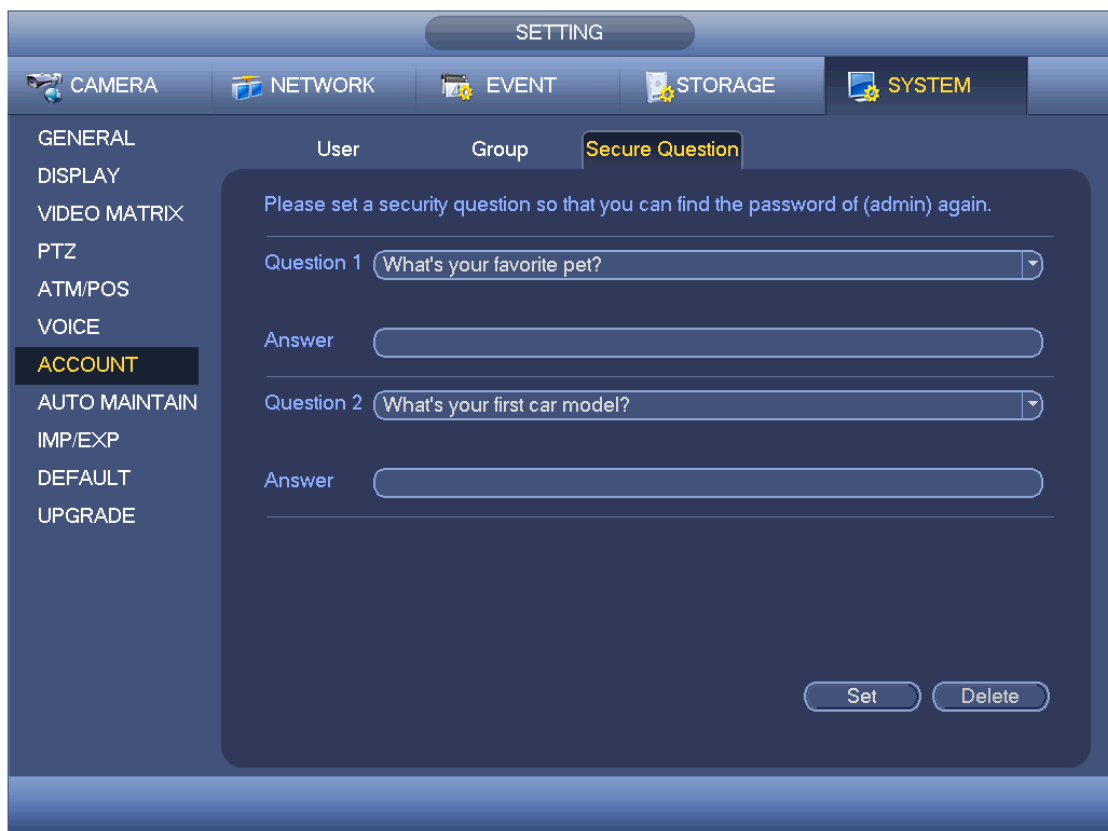 SETTING
CAMERA NETWORK EVENT STORAGE SYSTEM
GENERAL
DISPLAY
VIDEO MATRIX
PTZ
ATM/POS
VOICE
ACCOUNT
AUTO MAINTAIN
IMP/EXP
DEFAULT
UPGRADE
User Group Secure Question
Please set a security question so that you can find the password of (admin) again.
Question 1 What's your favorite pet?
Answer
Question 2 What's your first car model?
Answer
Set Delete